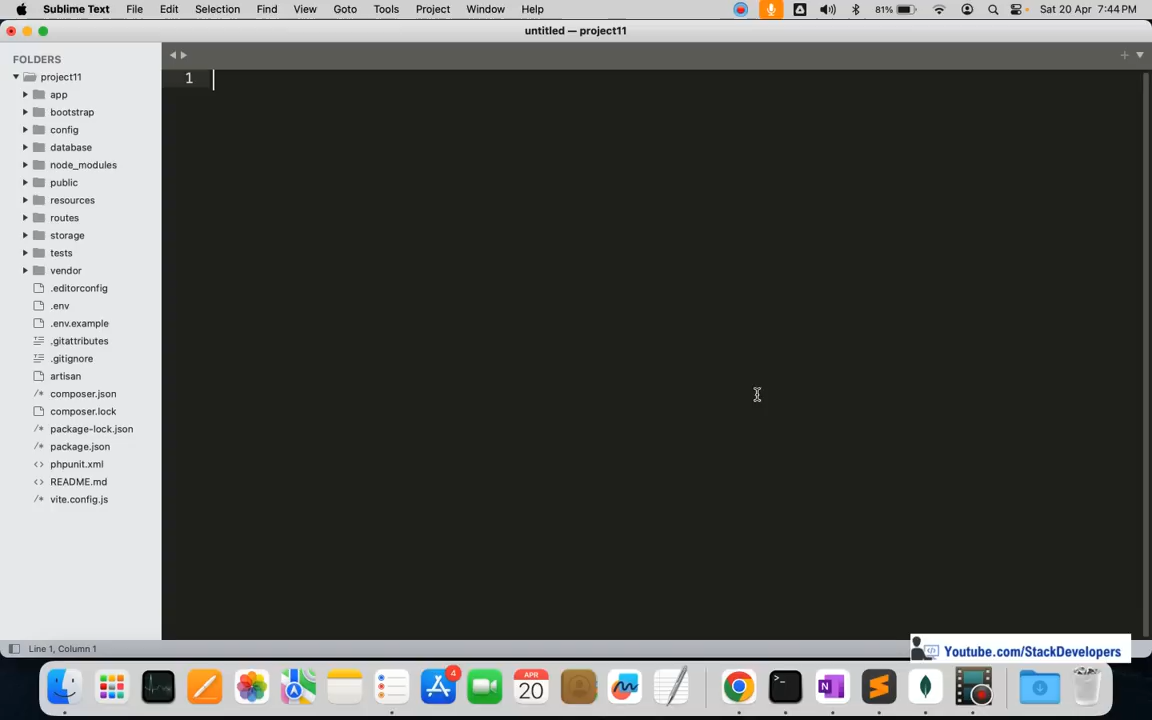 Sublime Text File Edit Selection Find View Goto Tools Project Window Help 81% Sat 20 Apr 7:44 PM
untitled — project11
FOLDERS
project11
1
app
bootstrap
config
database
node_modules
public
resources
routes
storage
tests
vendor
.editorconfig
.env
.env.example
.gitattributes
.gitignore
artisan
composer.json
composer.lock
package-lock.json
package.json
phpunit.xml
README.md
vite.config.js
Line 1, Column 1
Youtube.com/StackDevelopers
4
APR
20
N